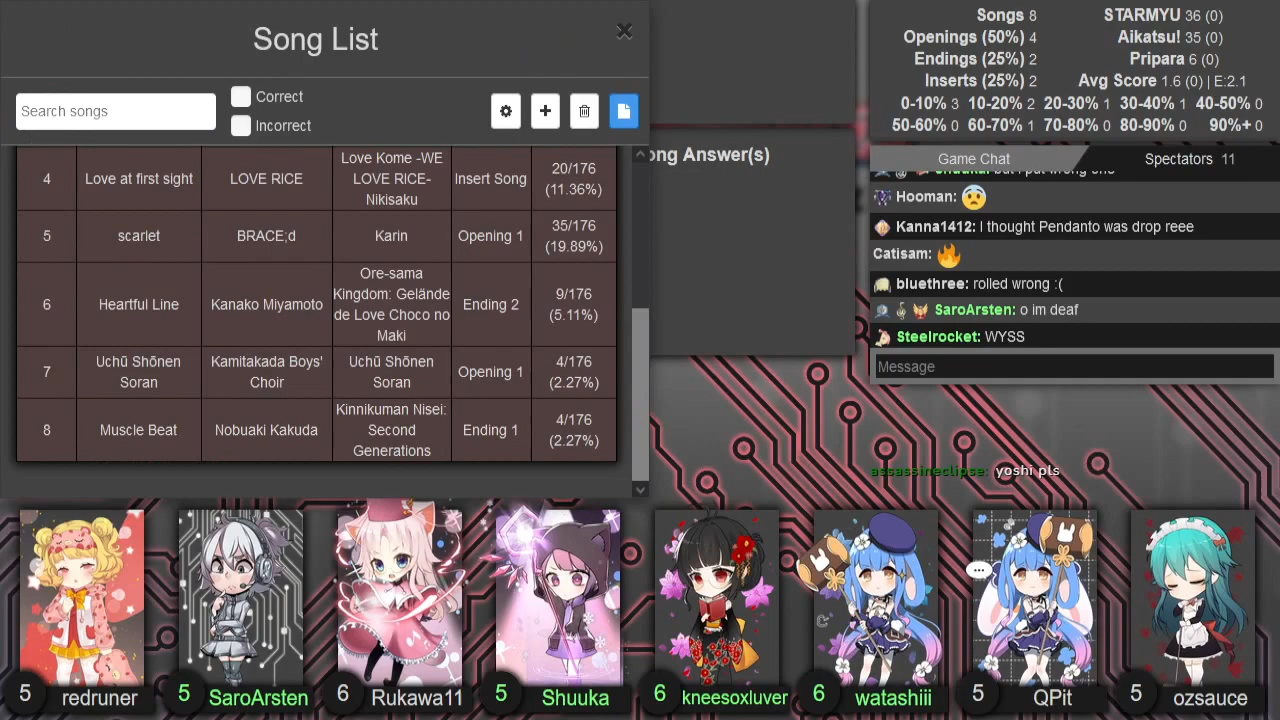 Song List
Search songs
Correct
Incorrect
4 Love at first sight LOVE RICE Love Kome -WE LOVE RICE- Nikisaku Insert Song 20/176 (11.36%)
5 scarlet BRACE;d Karin Opening 1 35/176 (19.89%)
6 Heartful Line Kanako Miyamoto Ore-sama Kingdom: Gelände de Love Choco no Maki Ending 2 9/176 (5.11%)
7 Uchū Shōnen Soran Kamitakada Boys' Choir Uchū Shōnen Soran Opening 1 4/176 (2.27%)
8 Muscle Beat Nobuaki Kakuda Kinnikuman Nisei: Second Generations Ending 1 4/176 (2.27%)
ong Answer(s)
Songs 8 STARMYU 36 (0)
Openings (50%) 4 Aikatsu! 35 (0)
Endings (25%) 2 Pripara 6 (0)
Inserts (25%) 2 Avg Score 1.6 (0) | E:2.1
0-10% 3 10-20% 2 20-30% 1 30-40% 1 40-50% 0
50-60% 0 60-70% 1 70-80% 0 80-90% 0 90%+ 0
Game Chat Spectators 11
Shuuka: but i put wrong one
Hooman:
Kanna1412: I thought Pendanto was drop reee
Catisam:
bluethree: rolled wrong :(
SaroArsten: o im deaf
Steelrocket: WYSS
Message
assassineclipse: yoshi pls
5 redruner
5 SaroArsten
6 Rukawa11
5 Shuuka
6 kneesoxluver
6 watashiii
5 QPit
5 ozsauce